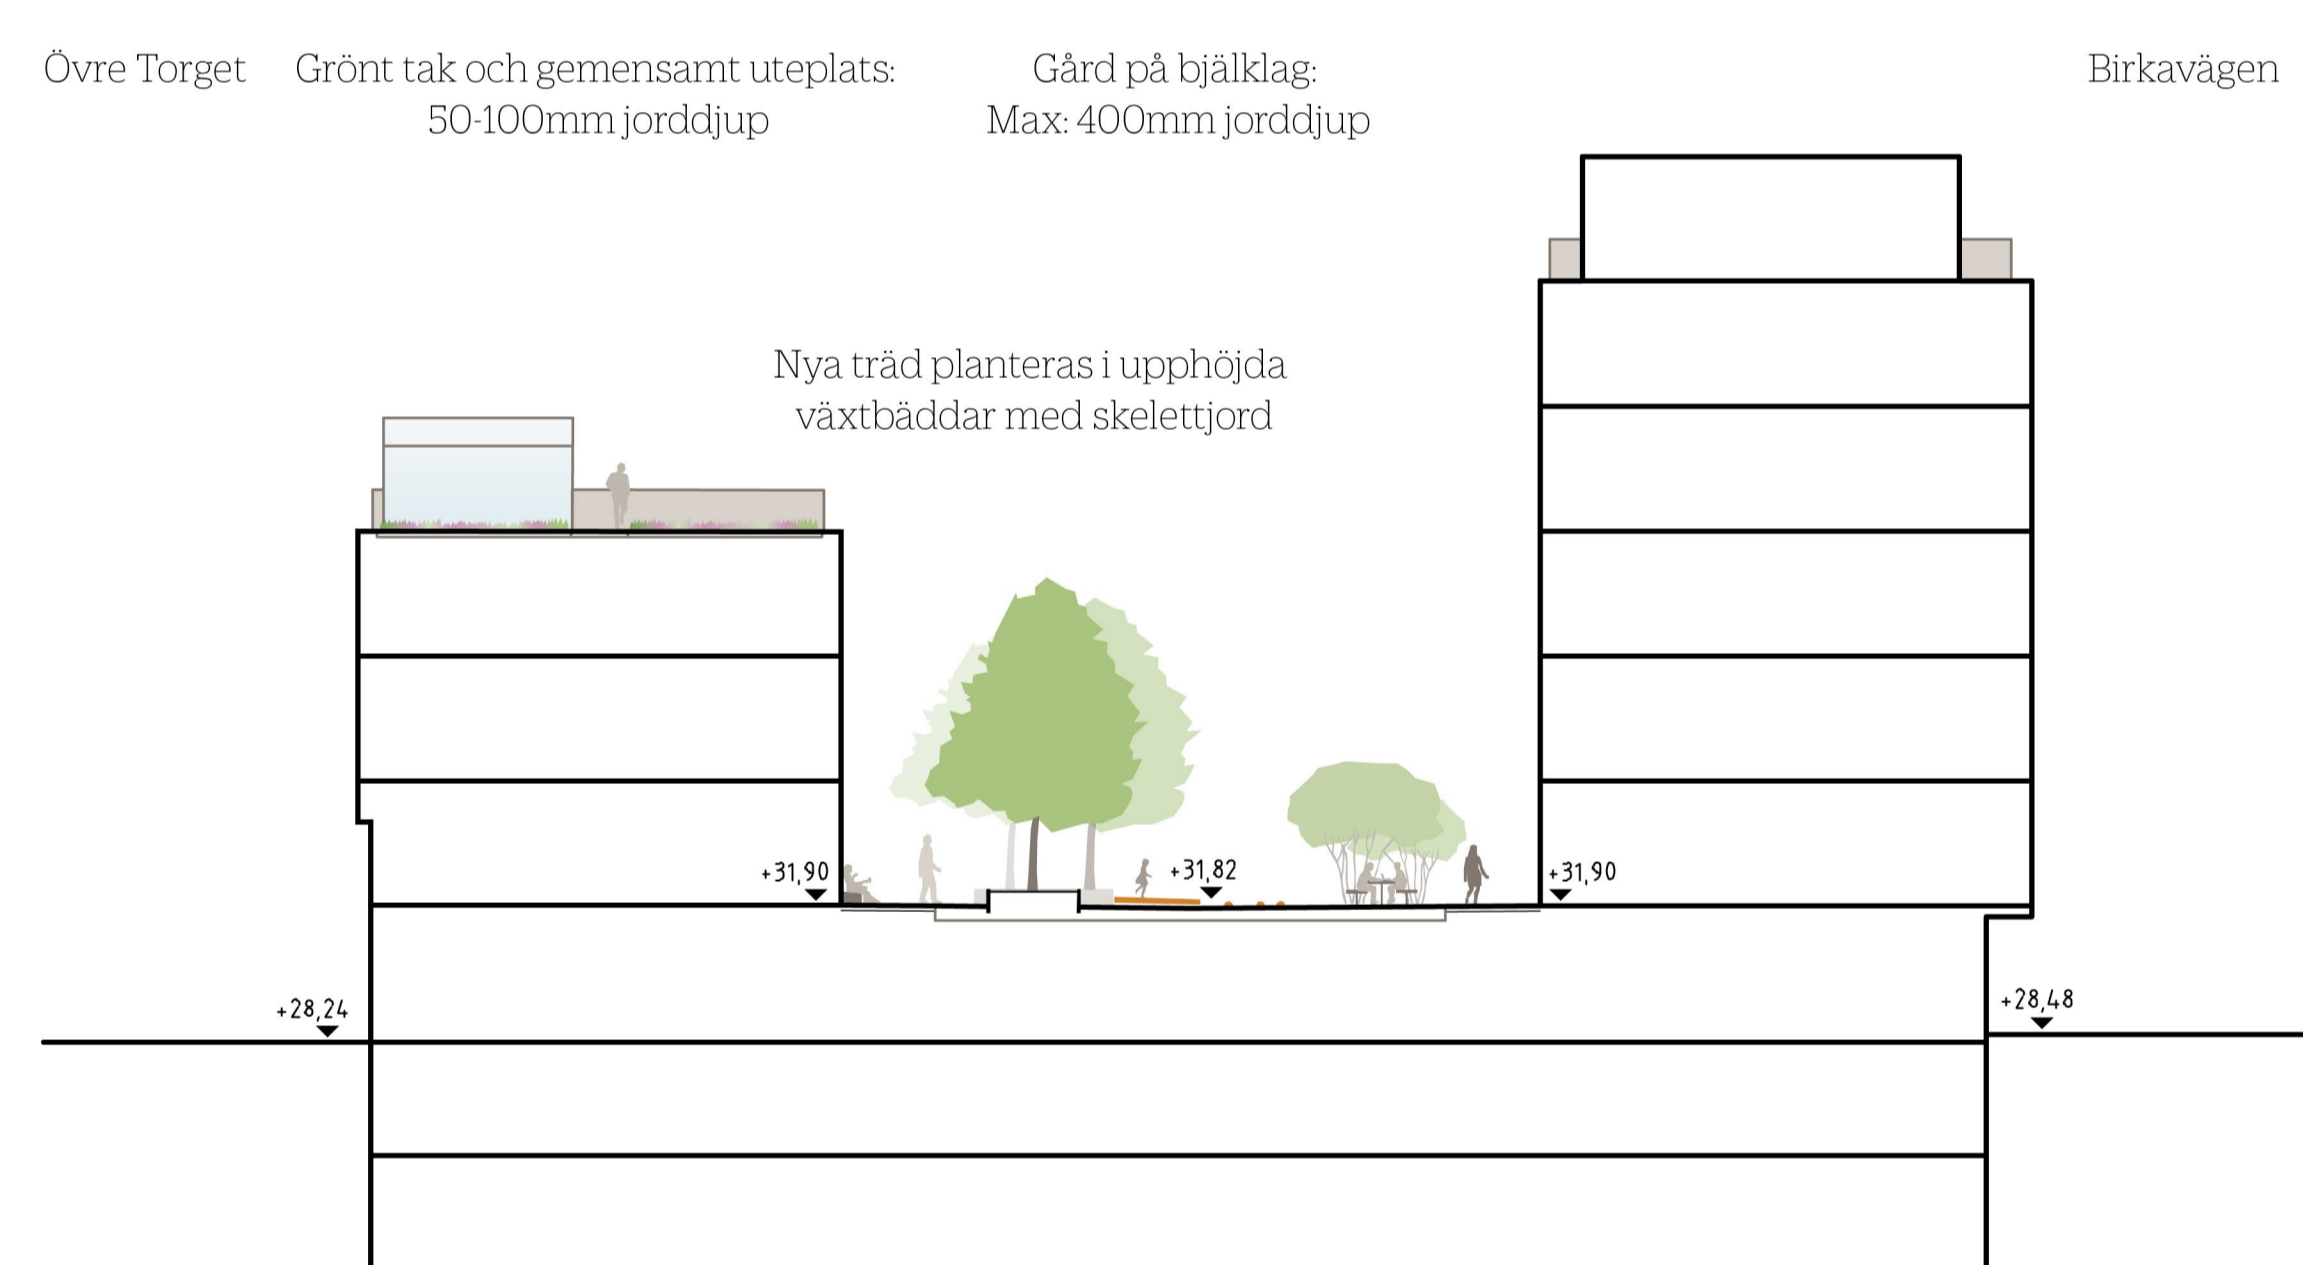 Övre Torget
Grönt tak och gemensamt uteplats:
50-100mm jorddjup
Gård på bjälklag:
Max: 400mm jorddjup
Birkavägen
Nya träd planteras i upphöjda
växtbäddar med skelettjord
+31,90
+31,82
+31,90
+28,24
+28,48